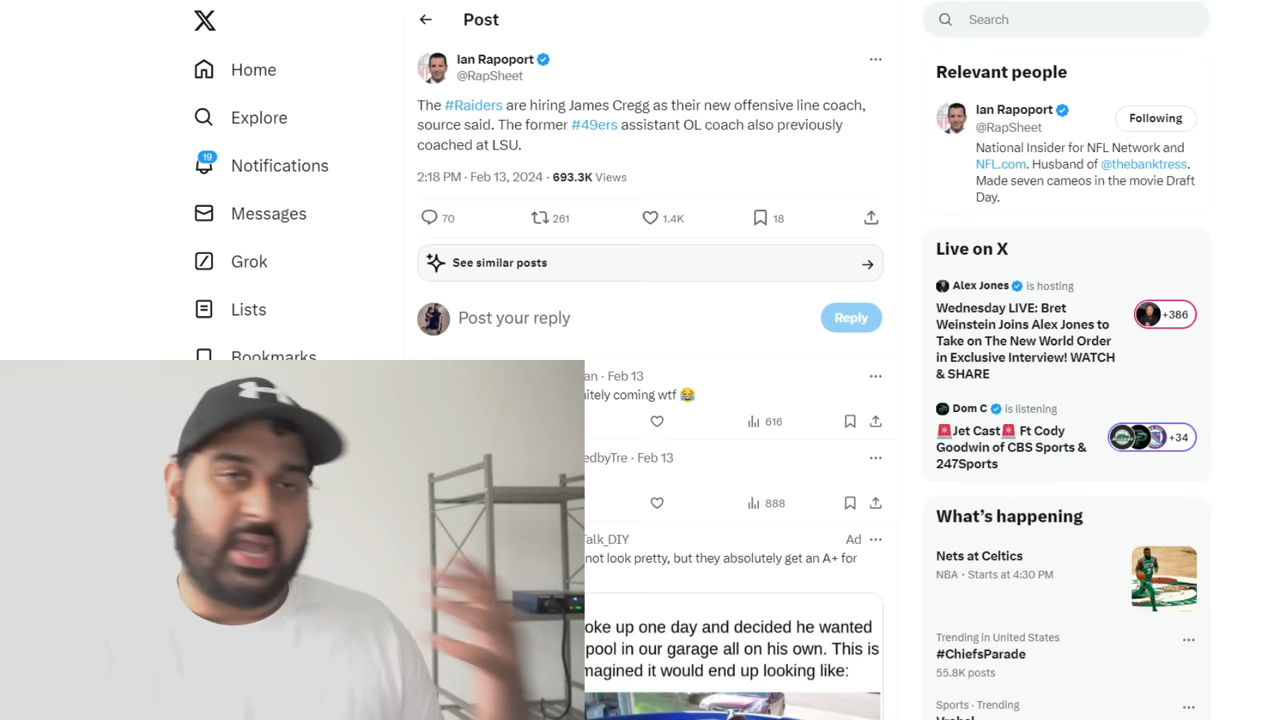 Home
Explore
19
Notifications
Messages
Grok
Lists
Bookmarks
Post
Ian Rapoport
@RapSheet
The #Raiders are hiring James Cregg as their new offensive line coach,
source said. The former #49ers assistant OL coach also previously
coached at LSU.
2:18 PM · Feb 13, 2024 · 693.3K Views
70
261
1.4K
18
See similar posts
Post your reply
Reply
an · Feb 13
nitely coming wtf 😂
616
edbyTre · Feb 13
888
Talk_DIY
Ad
not look pretty, but they absolutely get an A+ for
oke up one day and decided he wanted
pool in our garage all on his own. This is
magined it would end up looking like:
Search
Relevant people
Ian Rapoport
@RapSheet
Following
National Insider for NFL Network and
NFL.com. Husband of @thebanktress.
Made seven cameos in the movie Draft
Day.
Live on X
Alex Jones is hosting
Wednesday LIVE: Bret
Weinstein Joins Alex Jones to
Take on The New World Order
in Exclusive Interview! WATCH
& SHARE
+386
Dom C is listening
🚨Jet Cast🚨 Ft Cody
Goodwin of CBS Sports &
247Sports
+34
What's happening
Nets at Celtics
NBA · Starts at 4:30 PM
Trending in United States
#ChiefsParade
55.8K posts
Sports · Trending
Vrabel